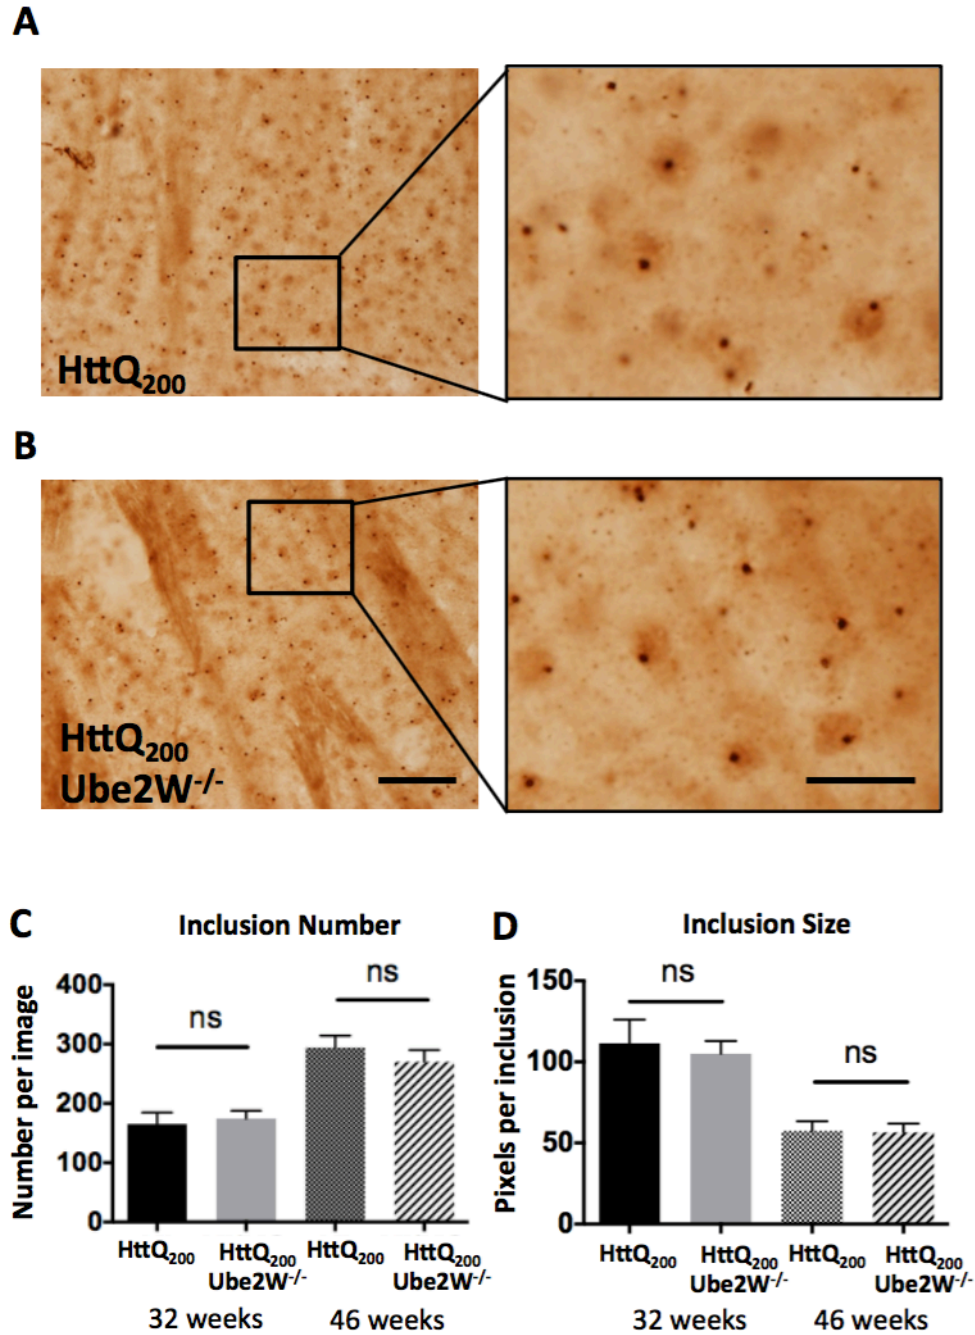 A
HttQ200
B
HttQ200
Ube2W-/-
C
Inclusion Number
Number per image
400
300
200
100
0
ns
ns
HttQ200
HttQ200
Ube2W-/-
HttQ200
HttQ200
Ube2W-/-
32 weeks
46 weeks
D
Inclusion Size
Pixels per inclusion
150
100
50
0
ns
ns
HttQ200
HttQ200
Ube2W-/-
HttQ200
HttQ200
Ube2W-/-
32 weeks
46 weeks